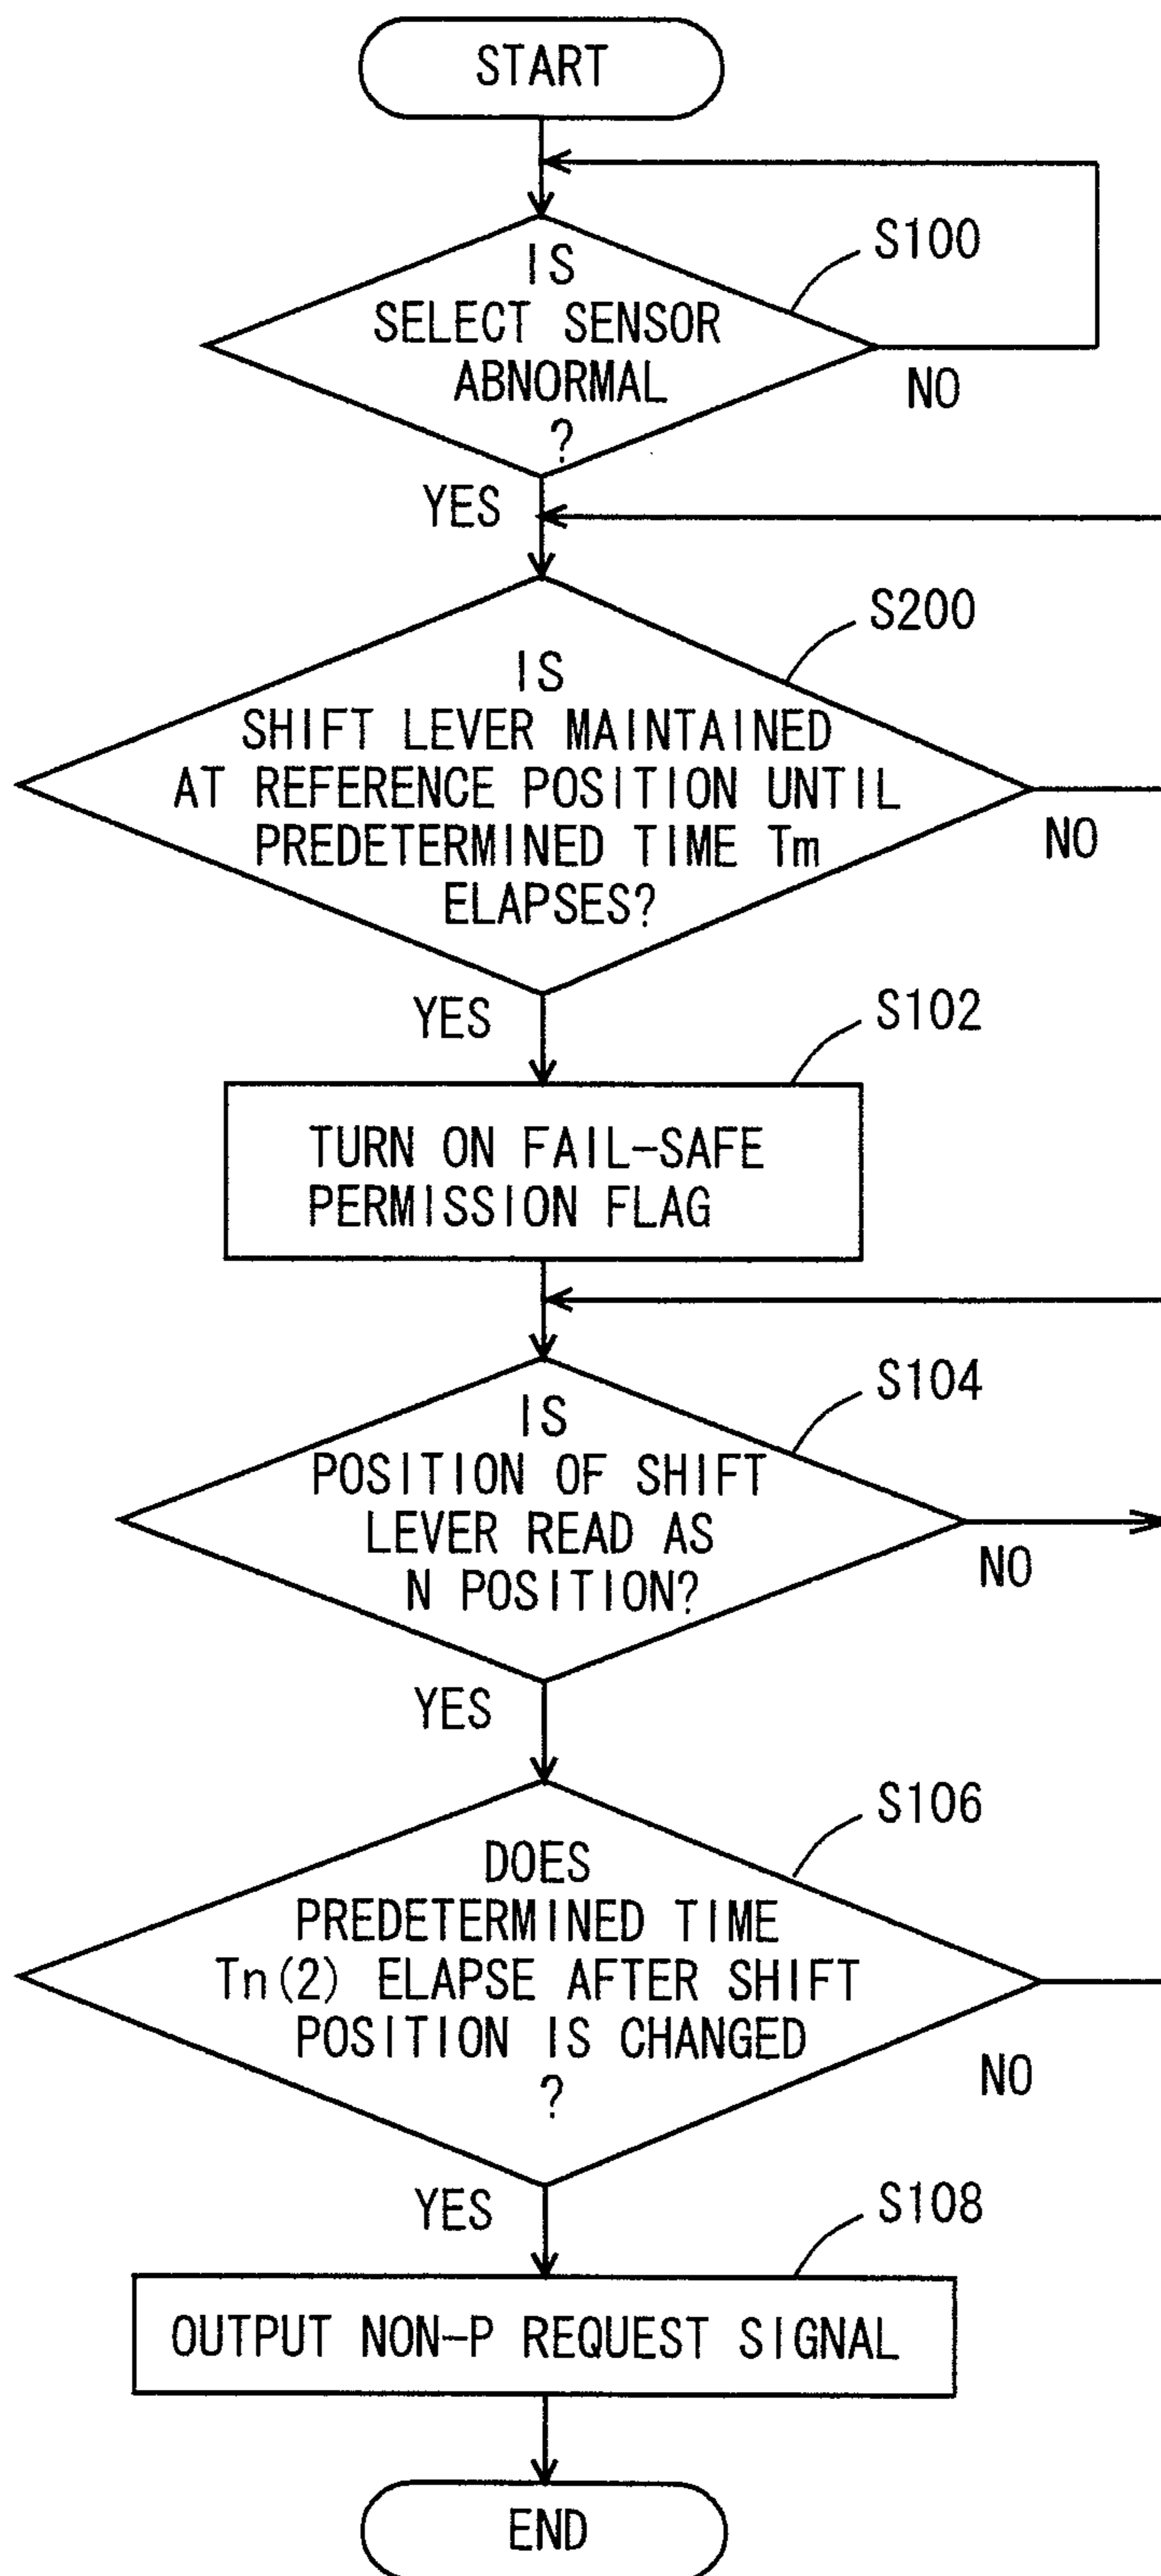 START
S100
IS
SELECT SENSOR
ABNORMAL
?
NO
YES
S200
IS
SHIFT LEVER MAINTAINED
AT REFERENCE POSITION UNTIL
PREDETERMINED TIME Tm
ELAPSES?
NO
YES
S102
TURN ON FAIL-SAFE
PERMISSION FLAG
S104
IS
POSITION OF SHIFT
LEVER READ AS
N POSITION?
NO
YES
S106
DOES
PREDETERMINED TIME
Tn(2) ELAPSE AFTER SHIFT
POSITION IS CHANGED
?
NO
YES
S108
OUTPUT NON-P REQUEST SIGNAL
END